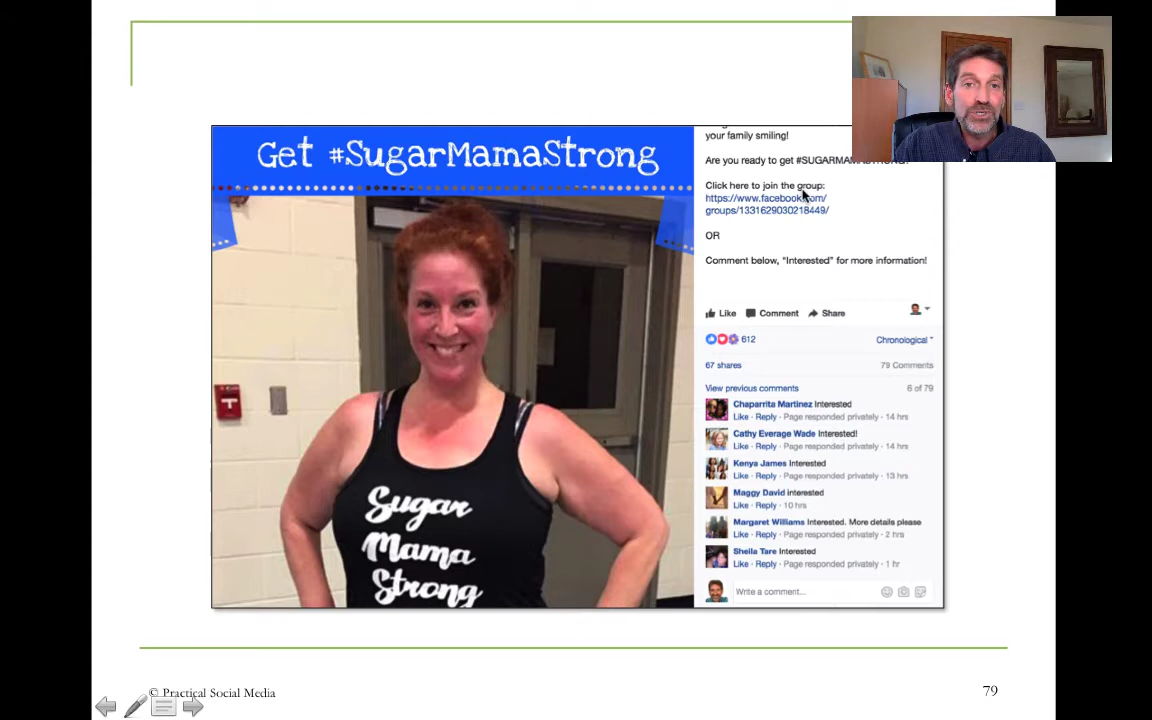 Get #SugarMamaStrong
Sugar
Mama
Strong
your family smiling!
Are you ready to get
Click here to join the group:
https://www.facebook.com/
groups/1331629030218449/
OR
Comment below, "Interested" for more information!
Like Comment Share
612 Chronological
67 shares 79 Comments
View previous comments 6 of 79
Chaparrita Martinez Interested
Like · Reply · Page responded privately · 14 hrs
Cathy Everage Wade Interested!
Like · Reply · Page responded privately · 14 hrs
Kenya James Interested
Like · Reply · Page responded privately · 13 hrs
Maggy David interested
Like · Reply · 10 hrs
Margaret Williams Interested. More details please
Like · Reply · Page responded privately · 2 hrs
Sheila Tare Interested
Like · Reply · Page responded privately · 1 hr
Write a comment...
© Practical Social Media
79